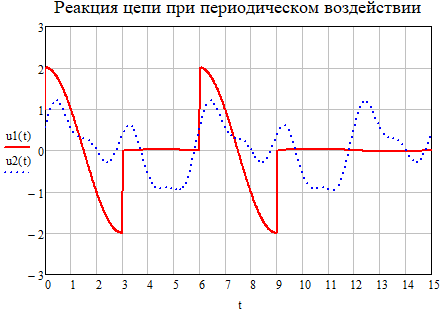 Реакция цепи при периодическом воздействии
3
2
u1(t)
1
0
u2(t)
− 1
− 2
− 3
0 1 2 3 4 5 6 7 8 9 10 11 12 13 14 15
t